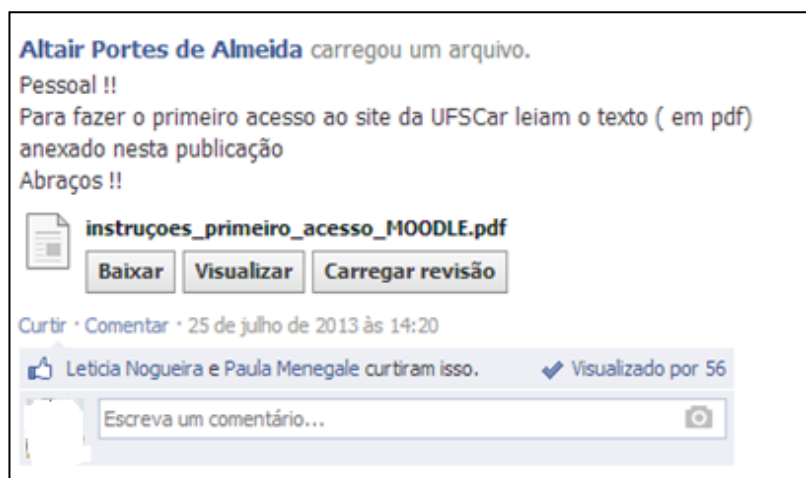 Altair Portes de Almeida carregou um arquivo.
Pessoal !!
Para fazer o primeiro acesso ao site da UFSCar leiam o texto ( em pdf)
anexado nesta publicação
Abraços !!
instruçoes_primeiro_acesso_MOODLE.pdf
Baixar Visualizar Carregar revisão
Curtir · Comentar · 25 de julho de 2013 às 14:20
Leticia Nogueira e Paula Menegale curtiram isso. Visualizado por 56
Escreva um comentário...